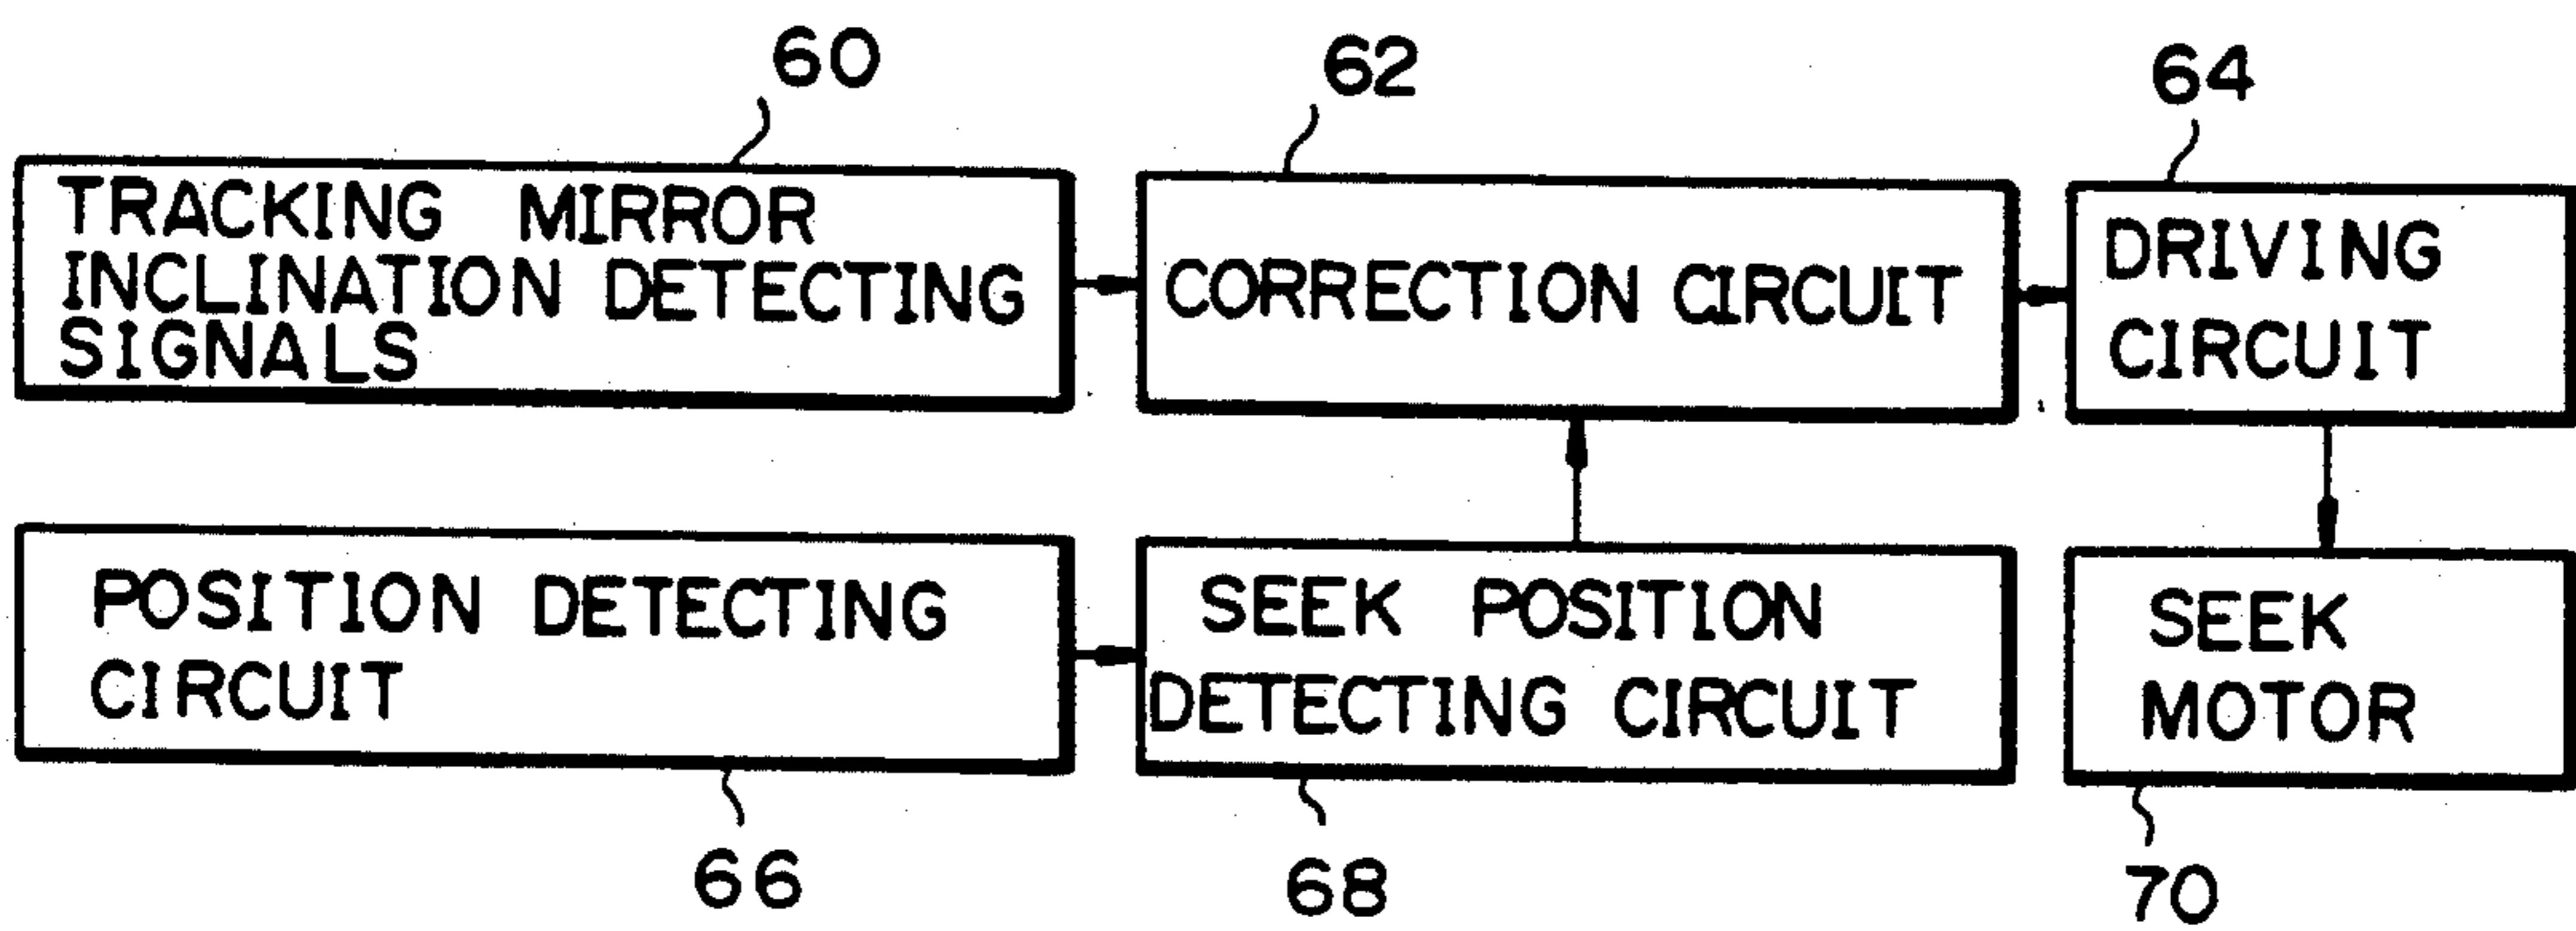 60
62
64
TRACKING MIRROR
INCLINATION DETECTING
SIGNALS
CORRECTION CIRCUIT
DRIVING
CIRCUIT
POSITION DETECTING
CIRCUIT
SEEK POSITION
DETECTING CIRCUIT
SEEK
MOTOR
66
68
70